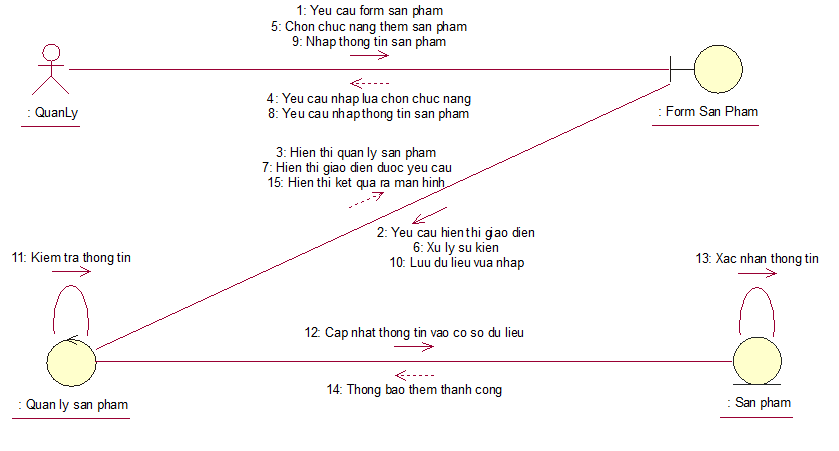 1: Yeu cau form san pham
5: Chon chuc nang them san pham
9: Nhap thong tin san pham
4: Yeu cau nhap lua chon chuc nang
8: Yeu cau nhap thong tin san pham
: QuanLy
: Form San Pham
3: Hien thi quan ly san pham
7: Hien thi giao dien duoc yeu cau
15: Hien thi ket qua ra man hinh
2: Yeu cau hien thi giao dien
6: Xu ly su kien
10: Luu du lieu vua nhap
11: Kiem tra thong tin
13: Xac nhan thong tin
12: Cap nhat thong tin vao co so du lieu
14: Thong bao them thanh cong
: Quan ly san pham
: San pham